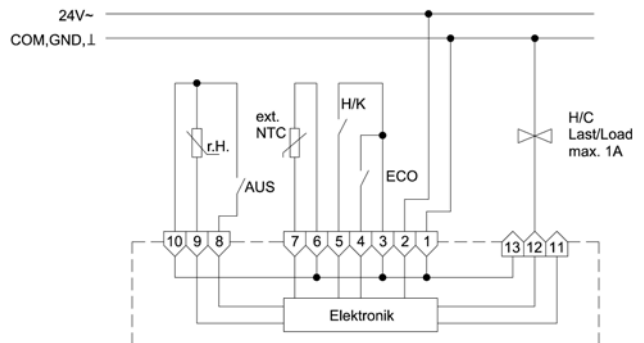 24V~
COM,GND,⊥
H/K
ext.
NTC
r.H.
AUS
ECO
H/C
Last/Load
max. 1A
10 9 8 7 6 5 4 3 2 1 13 12 11
Elektronik